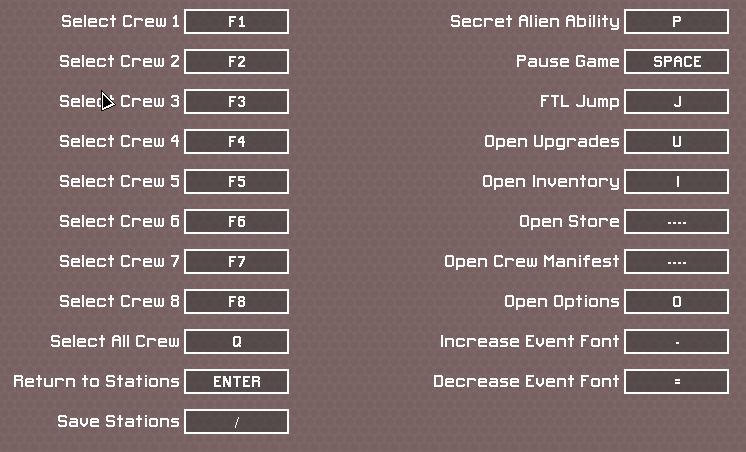 Select Crew 1 F1
Select Crew 2 F2
Select Crew 3 F3
Select Crew 4 F4
Select Crew 5 F5
Select Crew 6 F6
Select Crew 7 F7
Select Crew 8 F8
Select All Crew Q
Return to Stations ENTER
Save Stations /
Secret Alien Ability P
Pause Game SPACE
FTL Jump J
Open Upgrades U
Open Inventory I
Open Store ----
Open Crew Manifest ----
Open Options O
Increase Event Font -
Decrease Event Font =